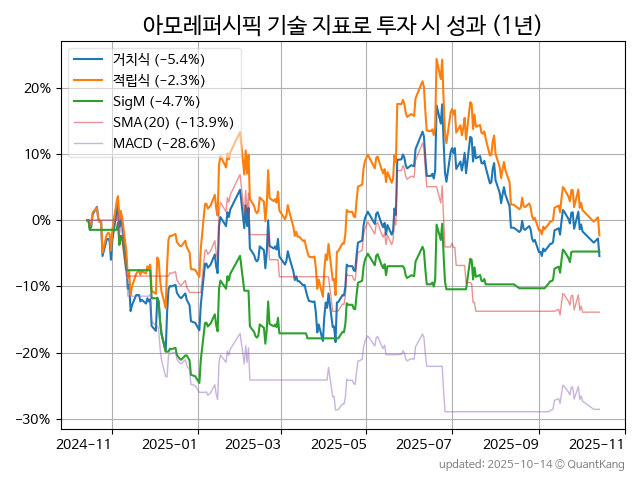 아모레퍼시픽 기술 지표로 투자 시 성과 (1년)
거치식 (−5.4%)
적립식 (−2.3%)
SigM (−4.7%)
SMA(20) (−13.9%)
MACD (−28.6%)
20%
10%
0%
−10%
−20%
−30%
2024-11
2025-01
2025-03
2025-05
2025-07
2025-09
2025-11
updated: 2025-10-14 © QuantKang